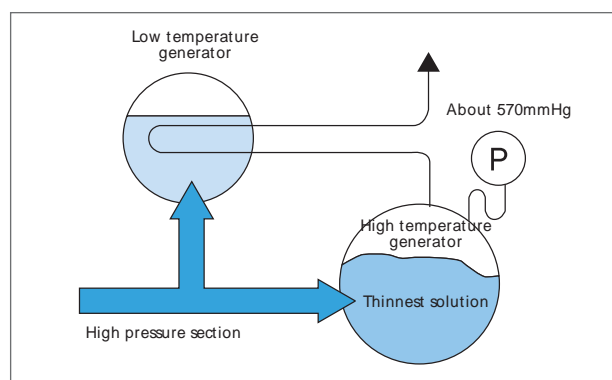 Low temperature
generator
About 570mmHg
P
High temperature
generator
Thinnest solution
High pressure section